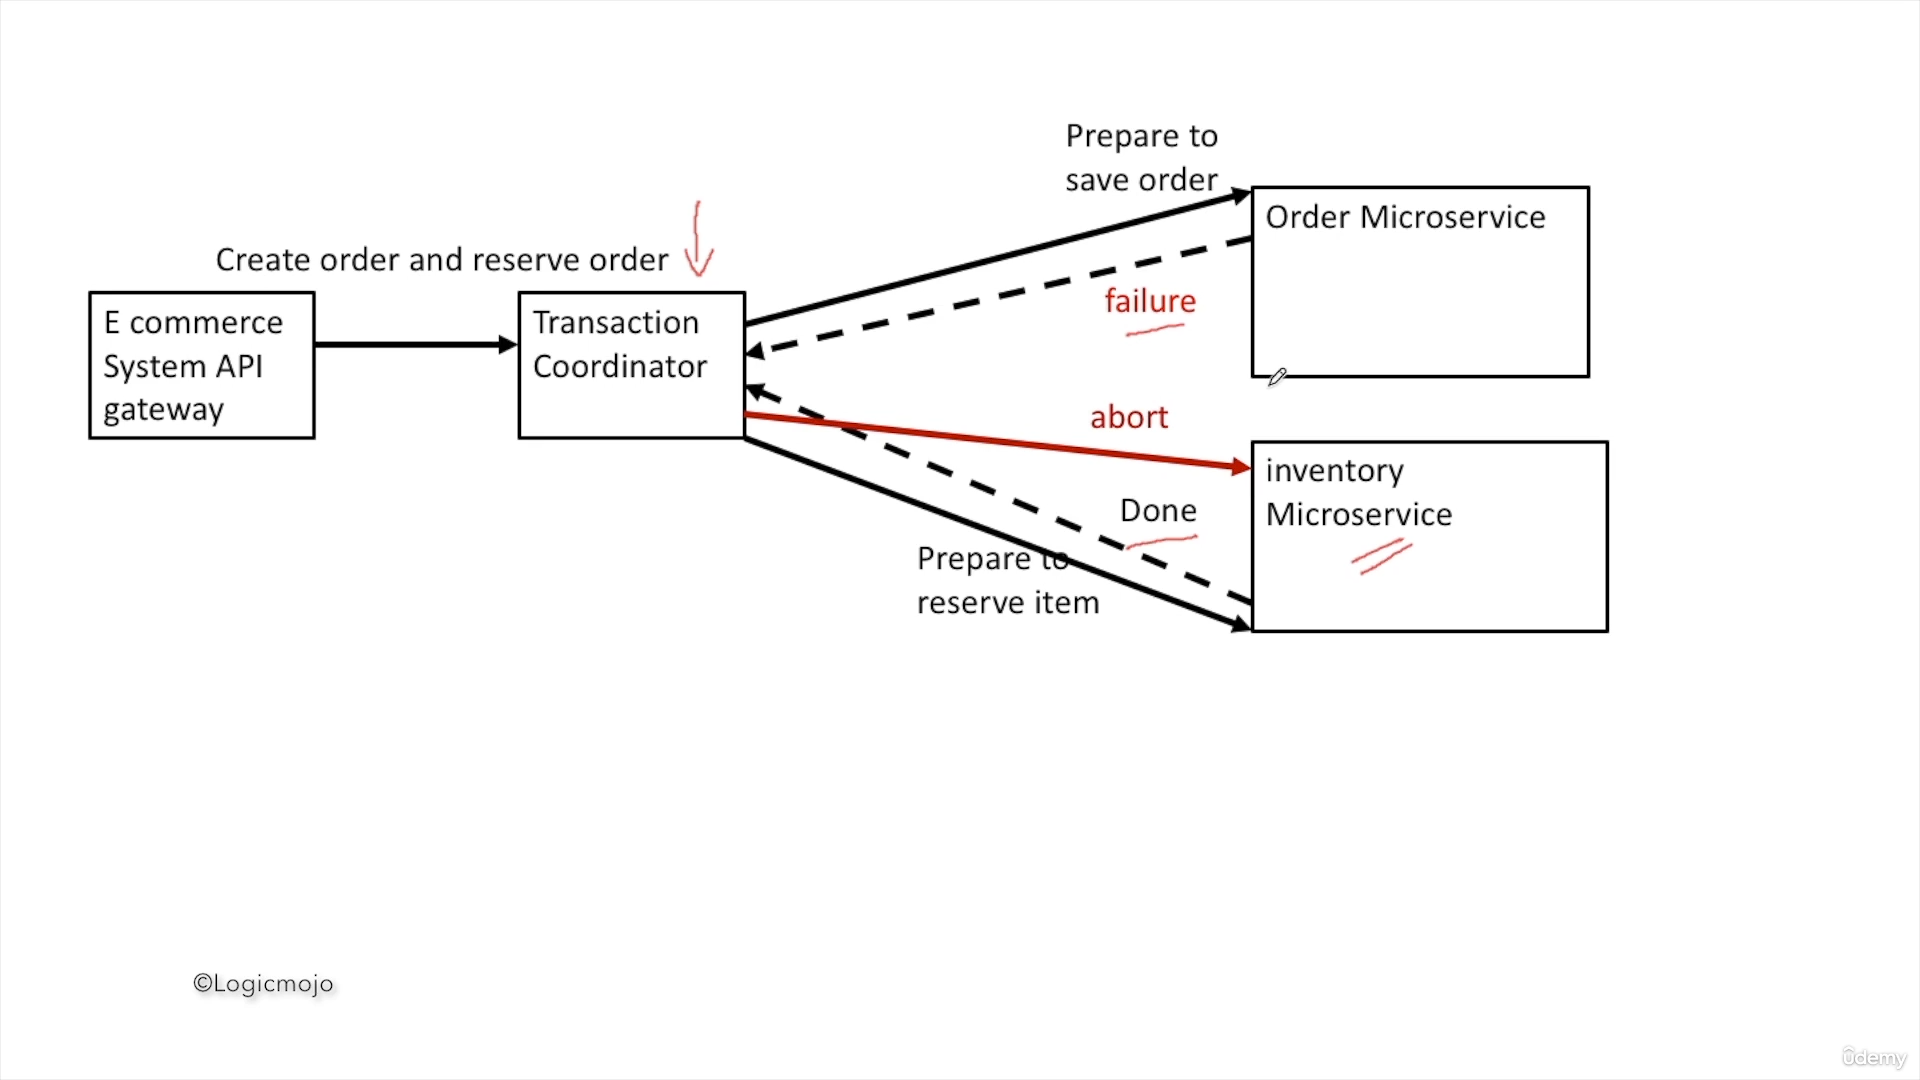 Prepare to
save order
Order Microservice
Create order and reserve order
failure
E commerce
System API
gateway
Transaction
Coordinator
abort
inventory
Microservice
Done
Prepare to
reserve item
©Logicmojo
ûdemy